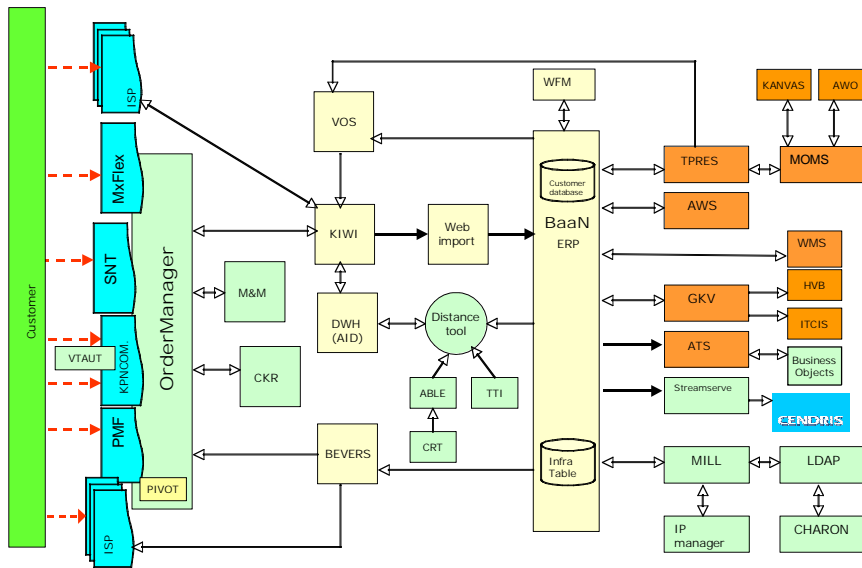 Customer
ISP
MxFlex
SNT
VTAUT
KPNCOM.
PMF
PIVOT
ISP
OrderManager
M&M
CKR
VOS
KIWI
Web
import
DWH
(AID)
Distance
tool
ABLE
TTI
CRT
BEVERS
WFM
Customer
database
BaaN
ERP
Infra
Table
TPRES
AWS
KANVAS
AWO
MOMS
WMS
GKV
HVB
ITCIS
ATS
Business
Objects
Streamserve
CENDRIS
MILL
LDAP
IP
manager
CHARON